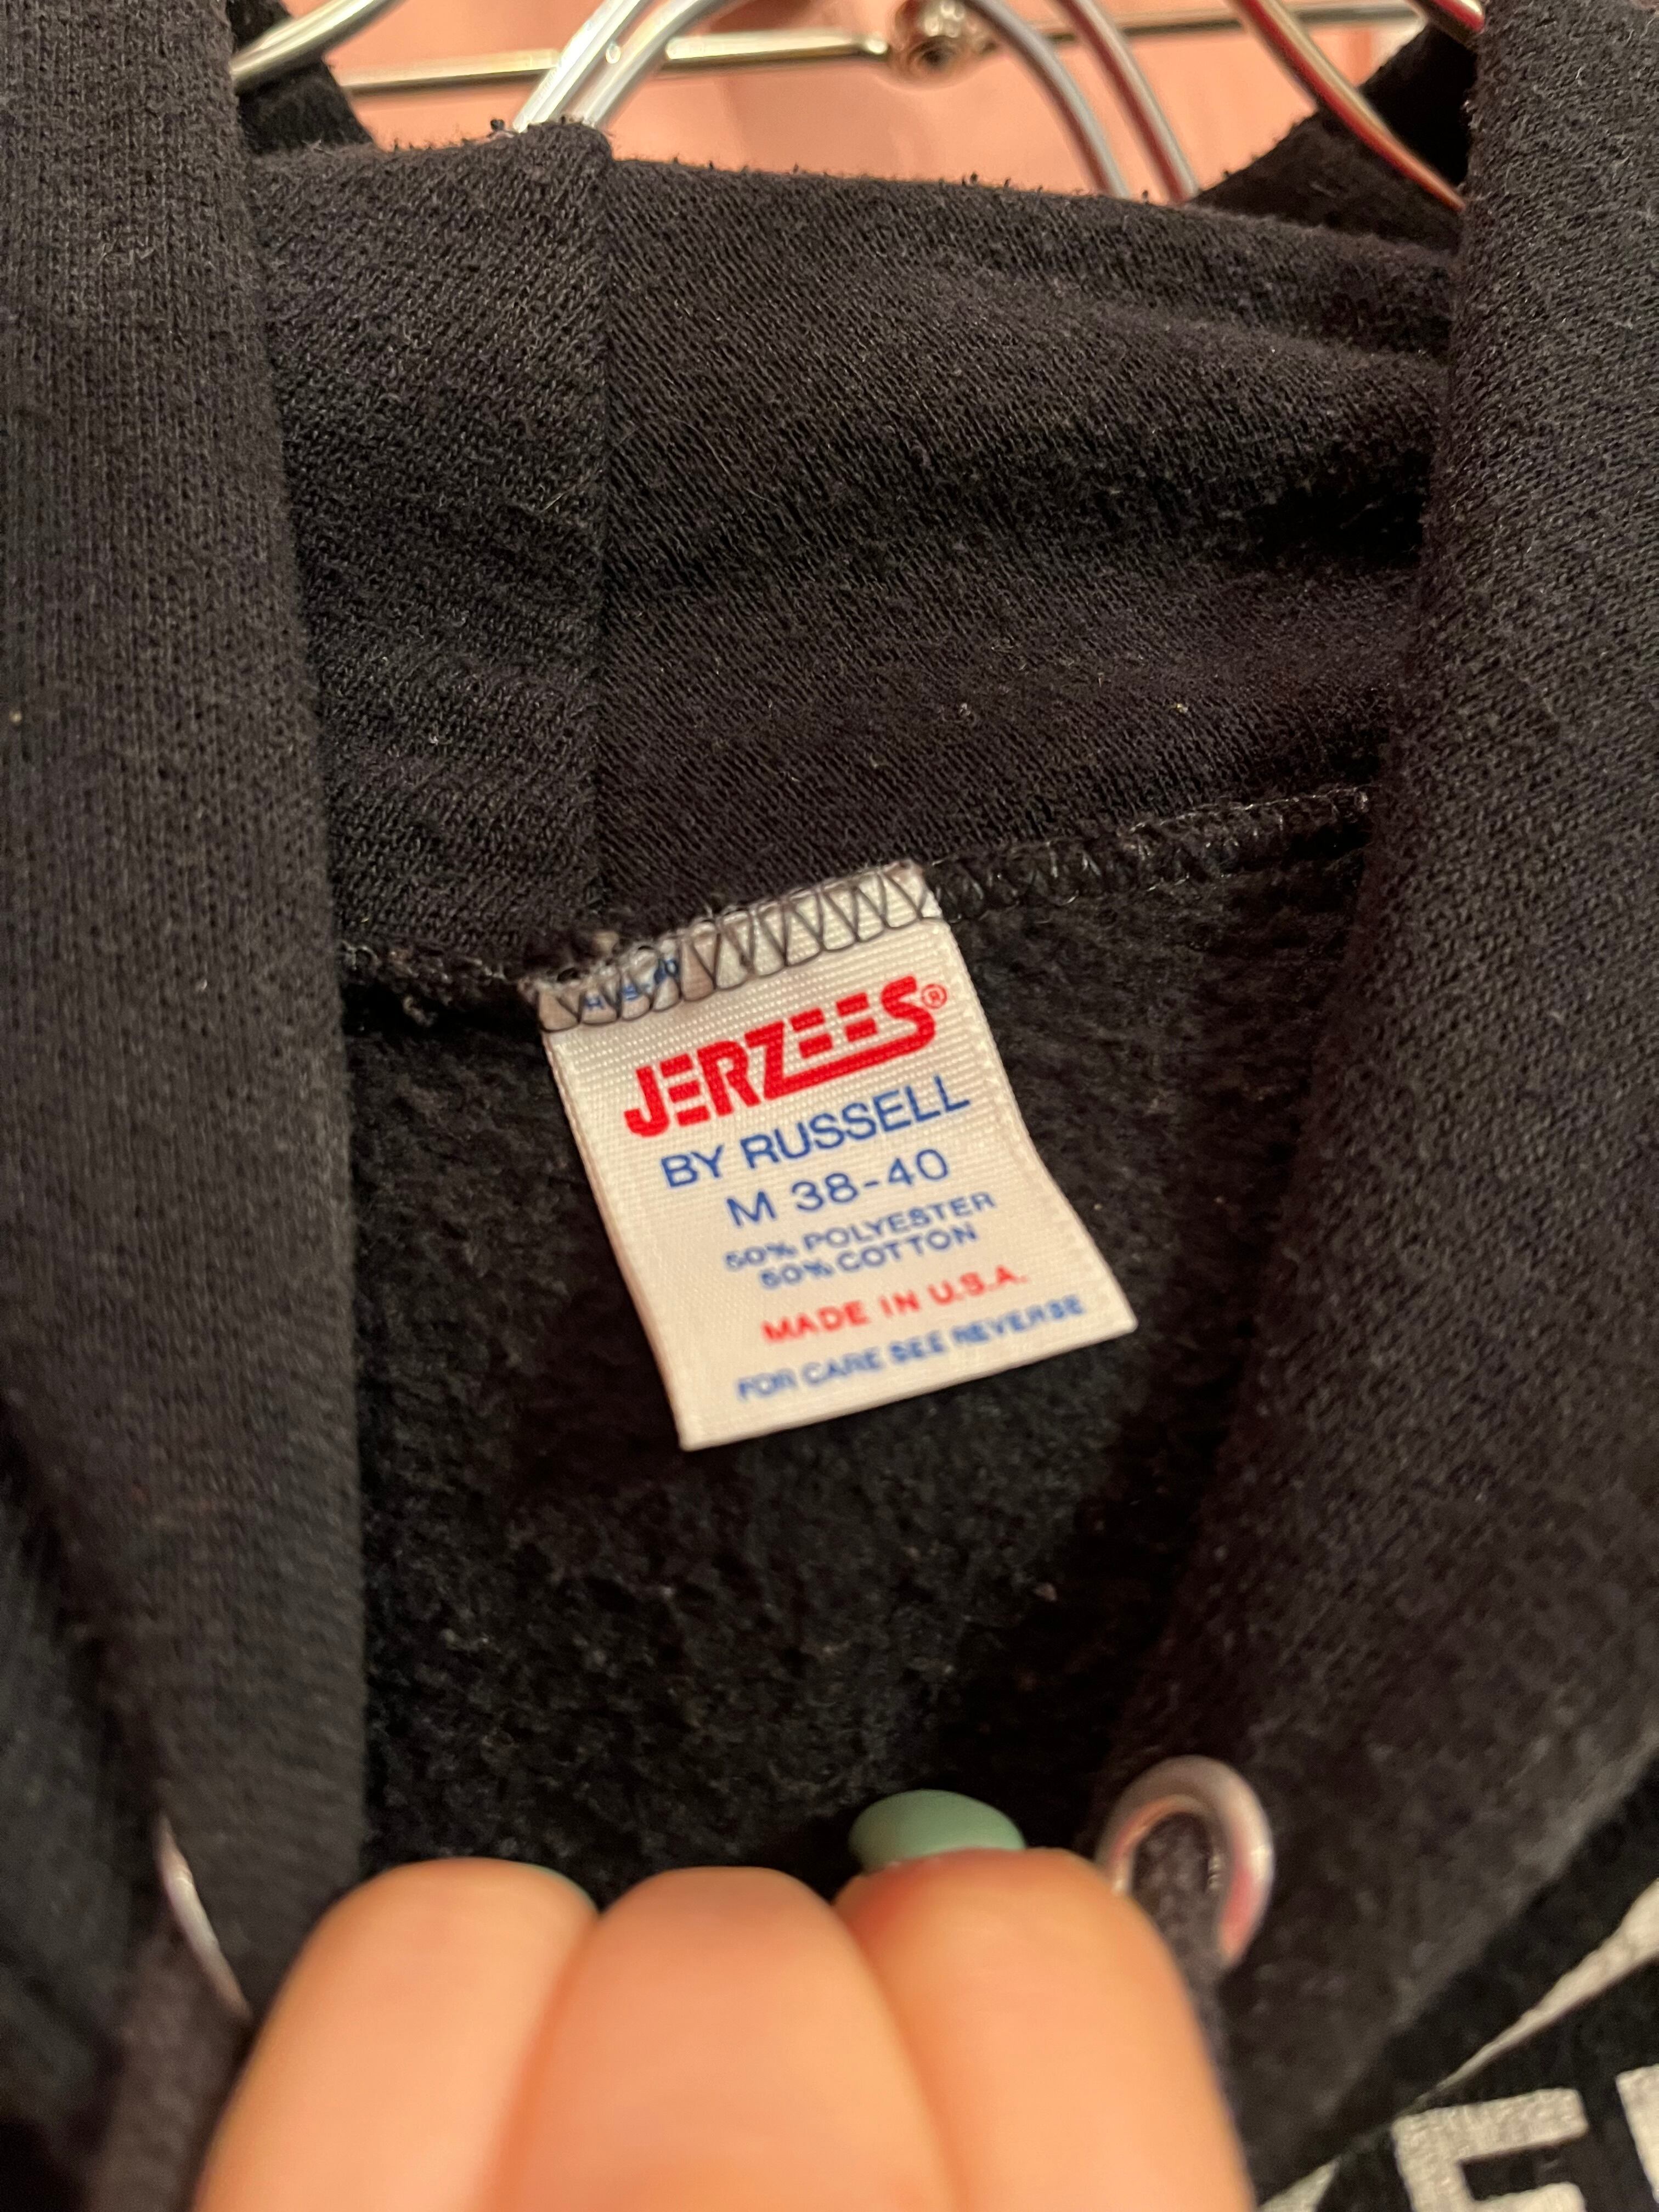 JERZEES®
BY RUSSELL
M 38-40
50% POLYESTER
50% COTTON
MADE IN U.S.A.
FOR CARE SEE REVERSE